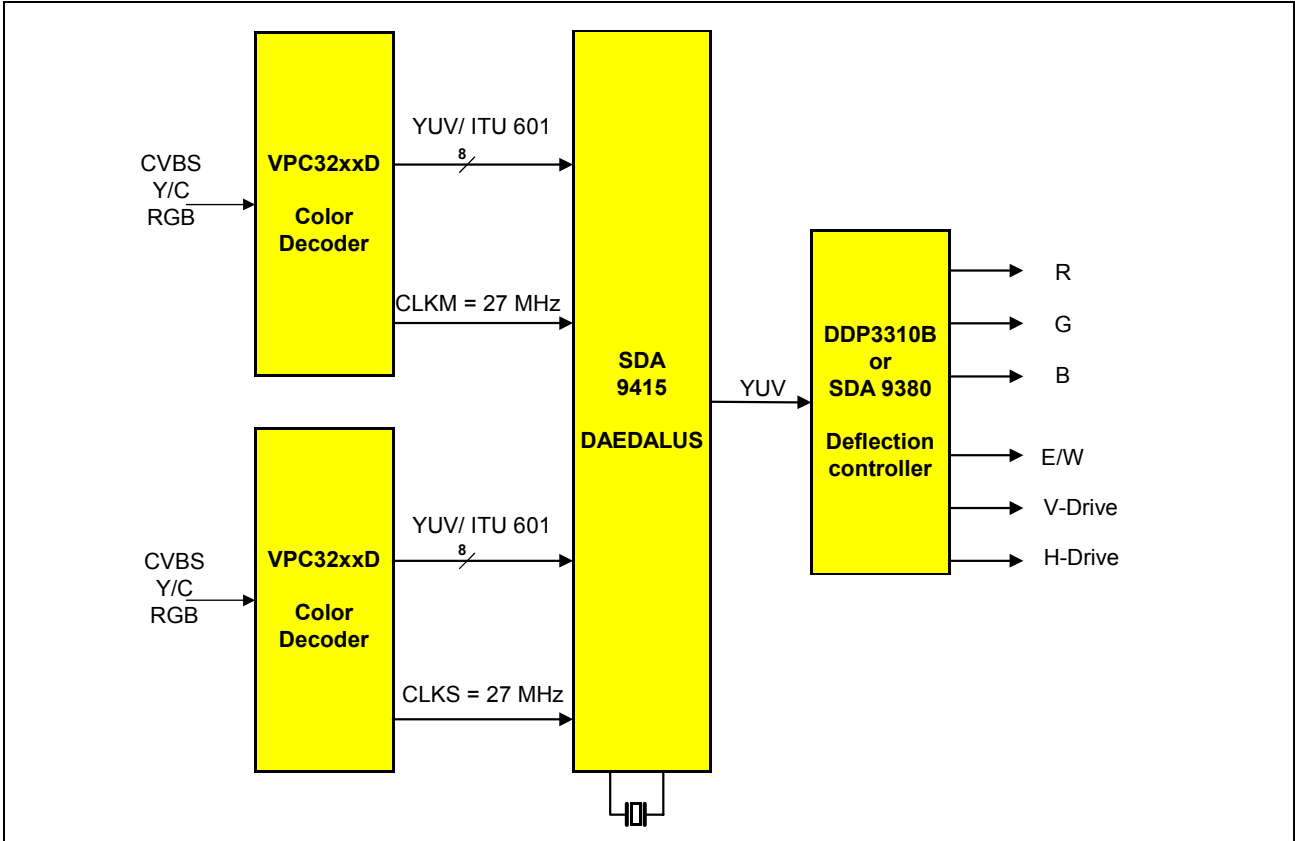 CVBS
Y/C
RGB
VPC32xxD
Color
Decoder
YUV/ ITU 601
8
CLKM = 27 MHz
CVBS
Y/C
RGB
VPC32xxD
Color
Decoder
YUV/ ITU 601
8
CLKS = 27 MHz
SDA
9415
DAEDALUS
YUV
DDP3310B
or
SDA 9380
Deflection
controller
R
G
B
E/W
V-Drive
H-Drive